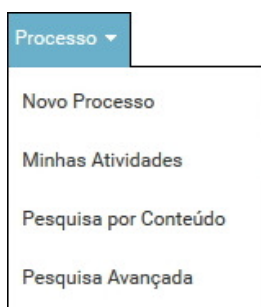 Processo
Novo Processo
Minhas Atividades
Pesquisa por Conteúdo
Pesquisa Avançada